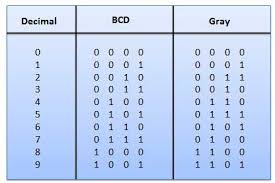 Decimal BCD Gray
0 0 0 0 0 0 0 0 0
1 0 0 0 1 0 0 0 1
2 0 0 1 0 0 0 1 1
3 0 0 1 1 0 0 1 0
4 0 1 0 0 0 1 1 0
5 0 1 0 1 0 1 1 1
6 0 1 1 0 0 1 0 1
7 0 1 1 1 0 1 0 0
8 1 0 0 0 1 1 0 0
9 1 0 0 1 1 1 0 1